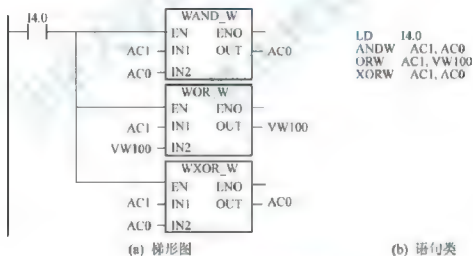 I4.0
WAND_W
EN ENO
AC1 IN1 OUT AC0
AC0 IN2
WOR_W
EN ENO
AC1 IN1 OUT VW100
VW100 IN2
WXOR_W
EN ENO
AC1 IN1 OUT AC0
AC0 IN2
(a) 梯形图
LD I4.0
ANDW AC1, AC0
ORW AC1, VW100
XORW AC1, AC0
(b) 语句类